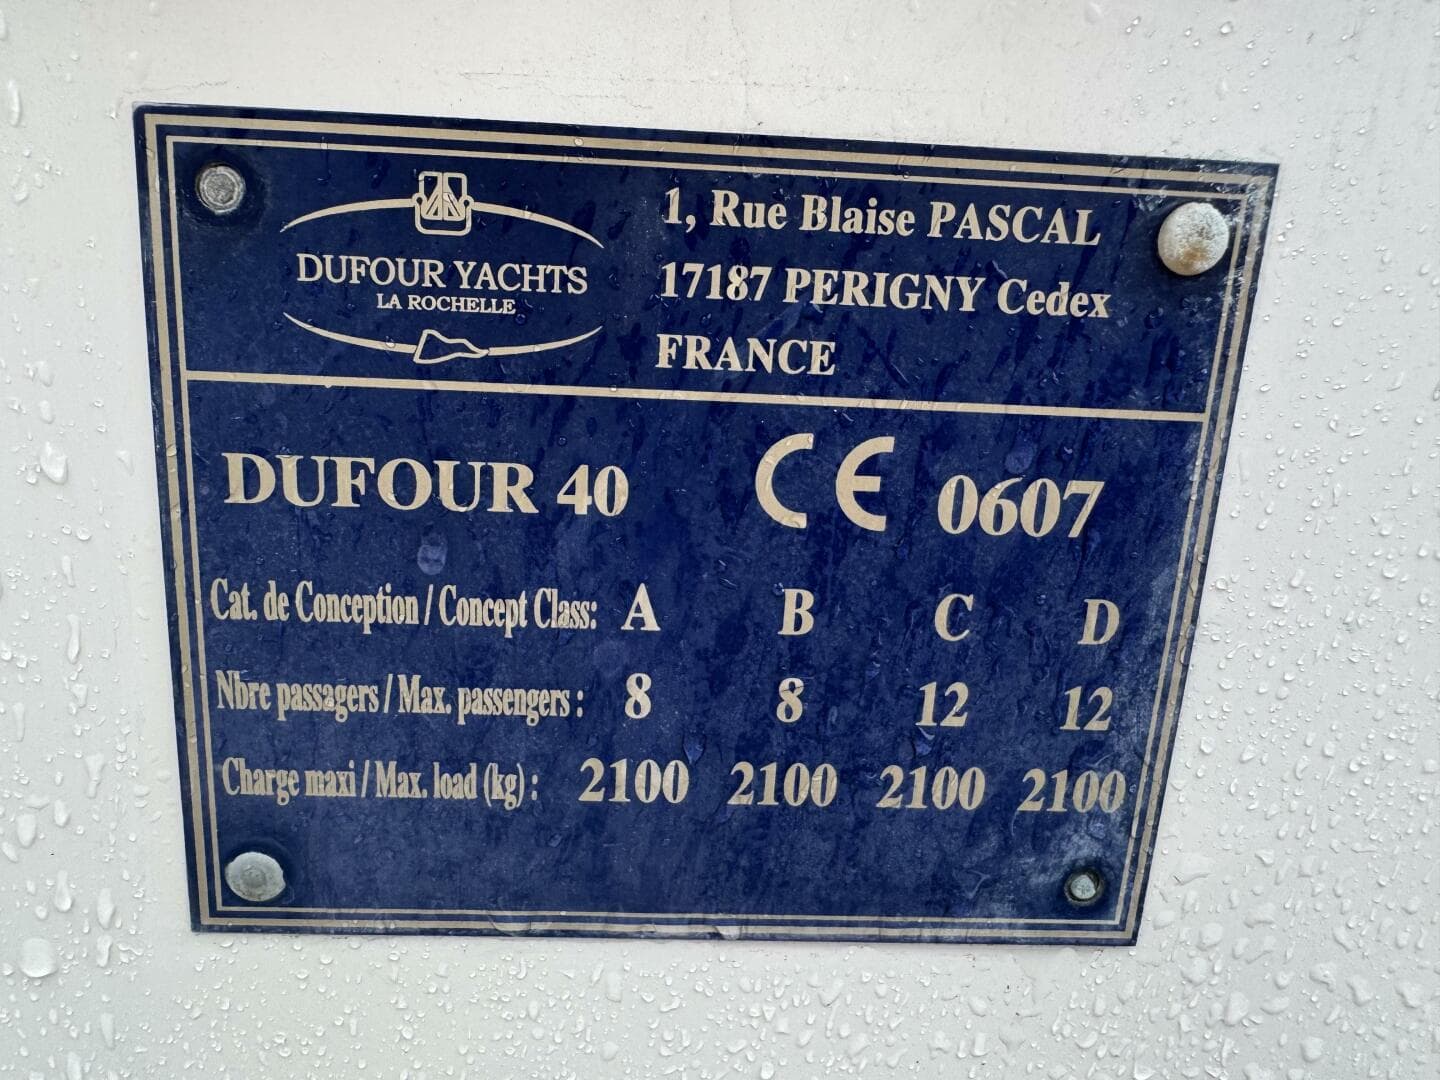 DUFOUR YACHTS
LA ROCHELLE
1, Rue Blaise PASCAL
17187 PERIGNY Cedex
FRANCE
DUFOUR 40 CE 0607
Cat. de Conception / Concept Class: A B C D
Nbre passagers / Max. passengers : 8 8 12 12
Charge maxi / Max. load (kg) : 2100 2100 2100 2100